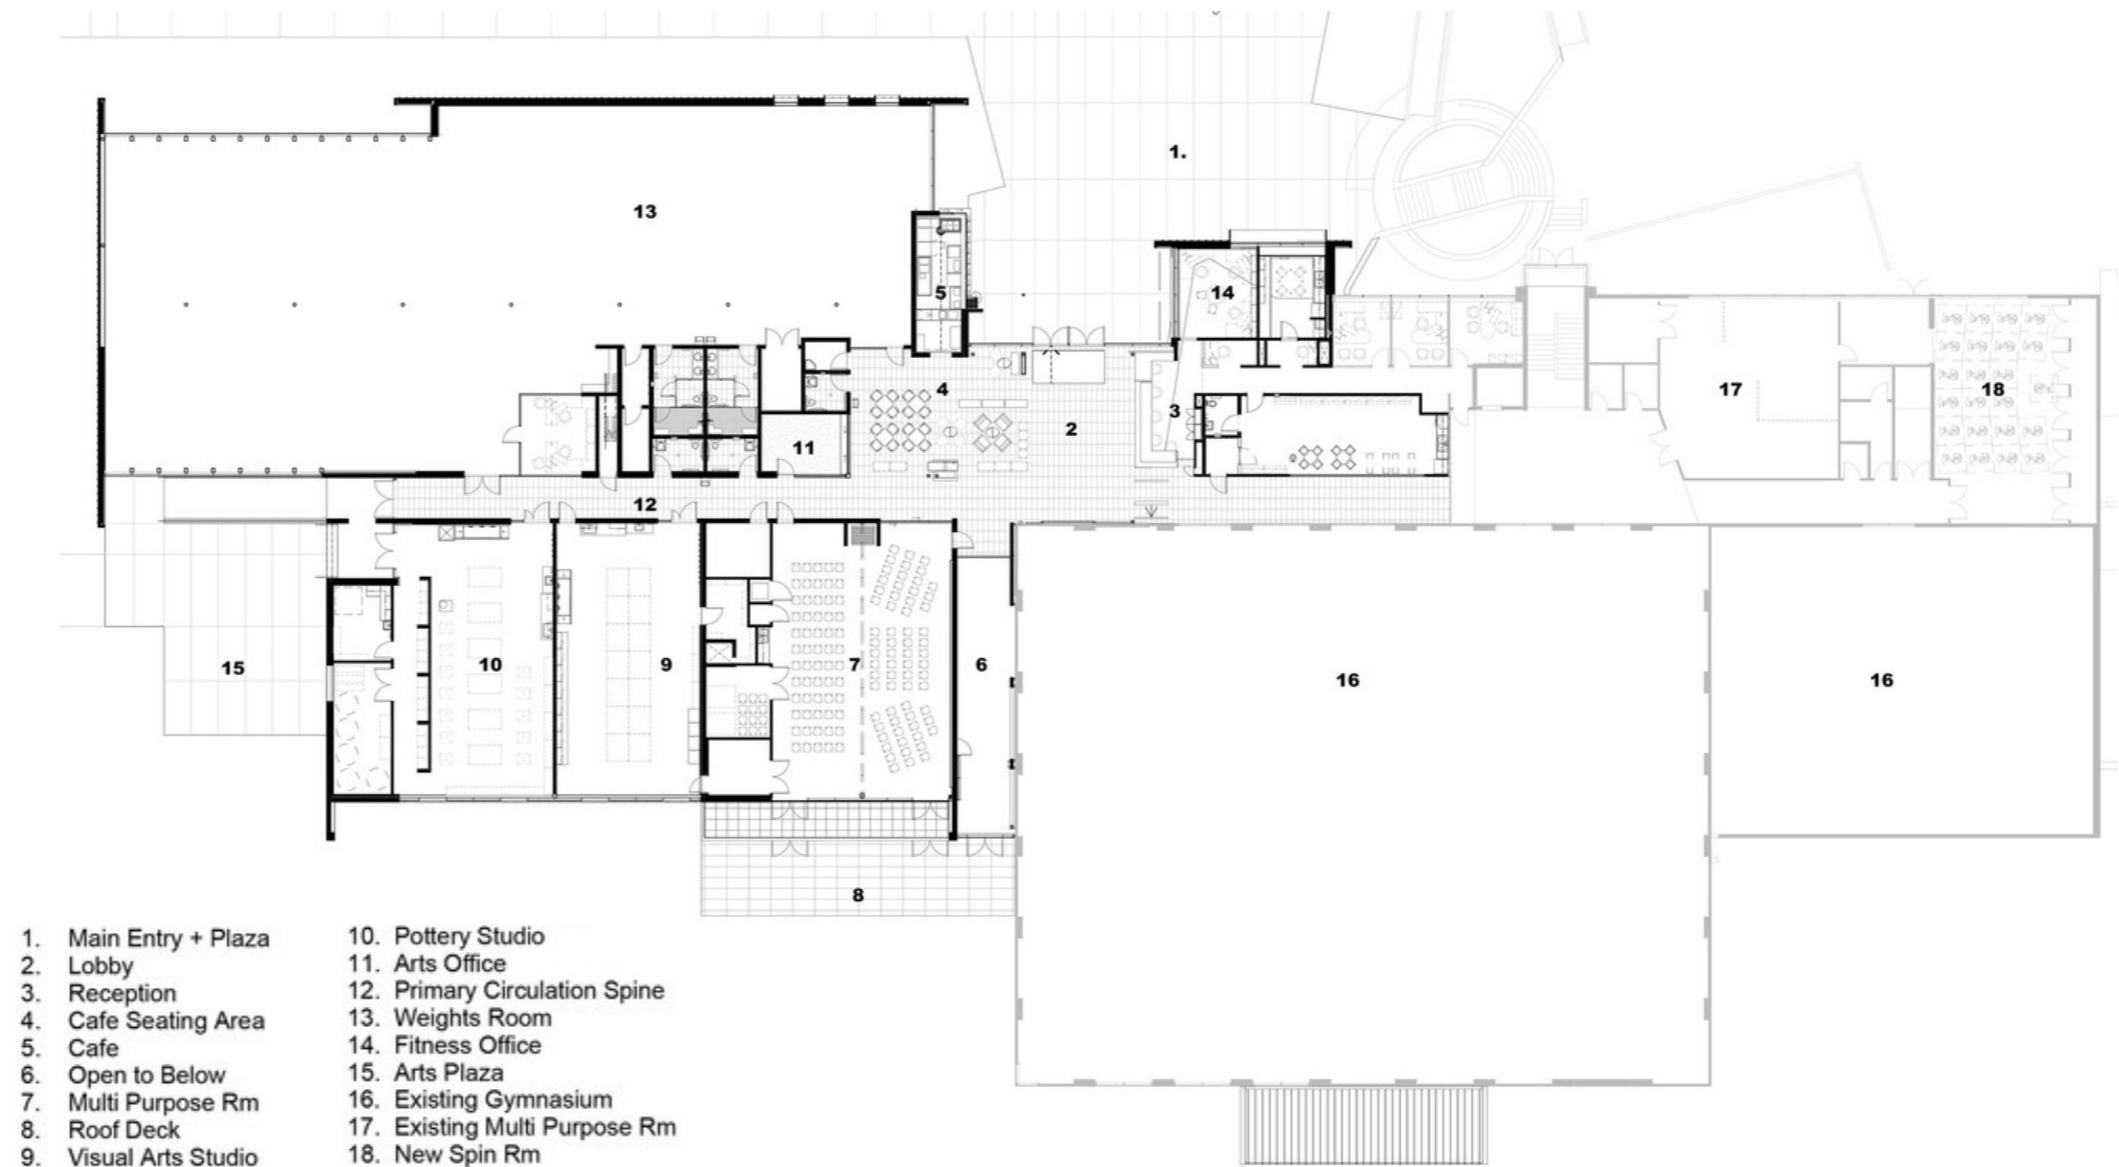 1.
13
5
14
4
17
18
3
2
11
12
15
10
9
7
6
16
16
8
1. Main Entry + Plaza
2. Lobby
3. Reception
4. Cafe Seating Area
5. Cafe
6. Open to Below
7. Multi Purpose Rm
8. Roof Deck
9. Visual Arts Studio
10. Pottery Studio
11. Arts Office
12. Primary Circulation Spine
13. Weights Room
14. Fitness Office
15. Arts Plaza
16. Existing Gymnasium
17. Existing Multi Purpose Rm
18. New Spin Rm